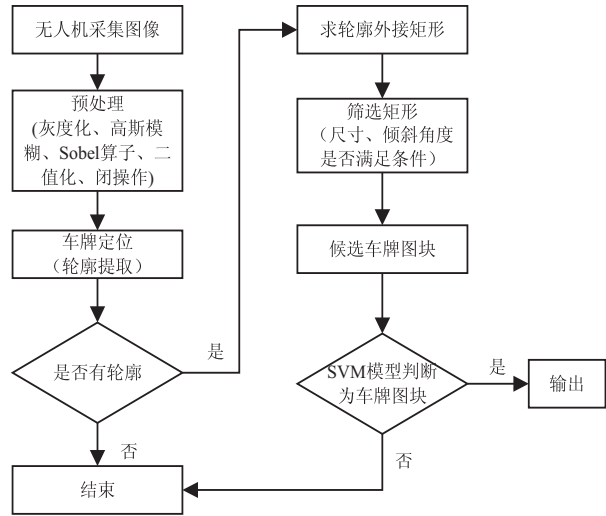 无人机采集图像
预处理
(灰度化、高斯模
糊、Sobel算子、二
值化、闭操作)
车牌定位
（轮廓提取）
是否有轮廓
是
否
结束
求轮廓外接矩形
筛选矩形
（尺寸、倾斜角度
是否满足条件）
候选车牌图块
SVM模型判断
为车牌图块
是
输出
否